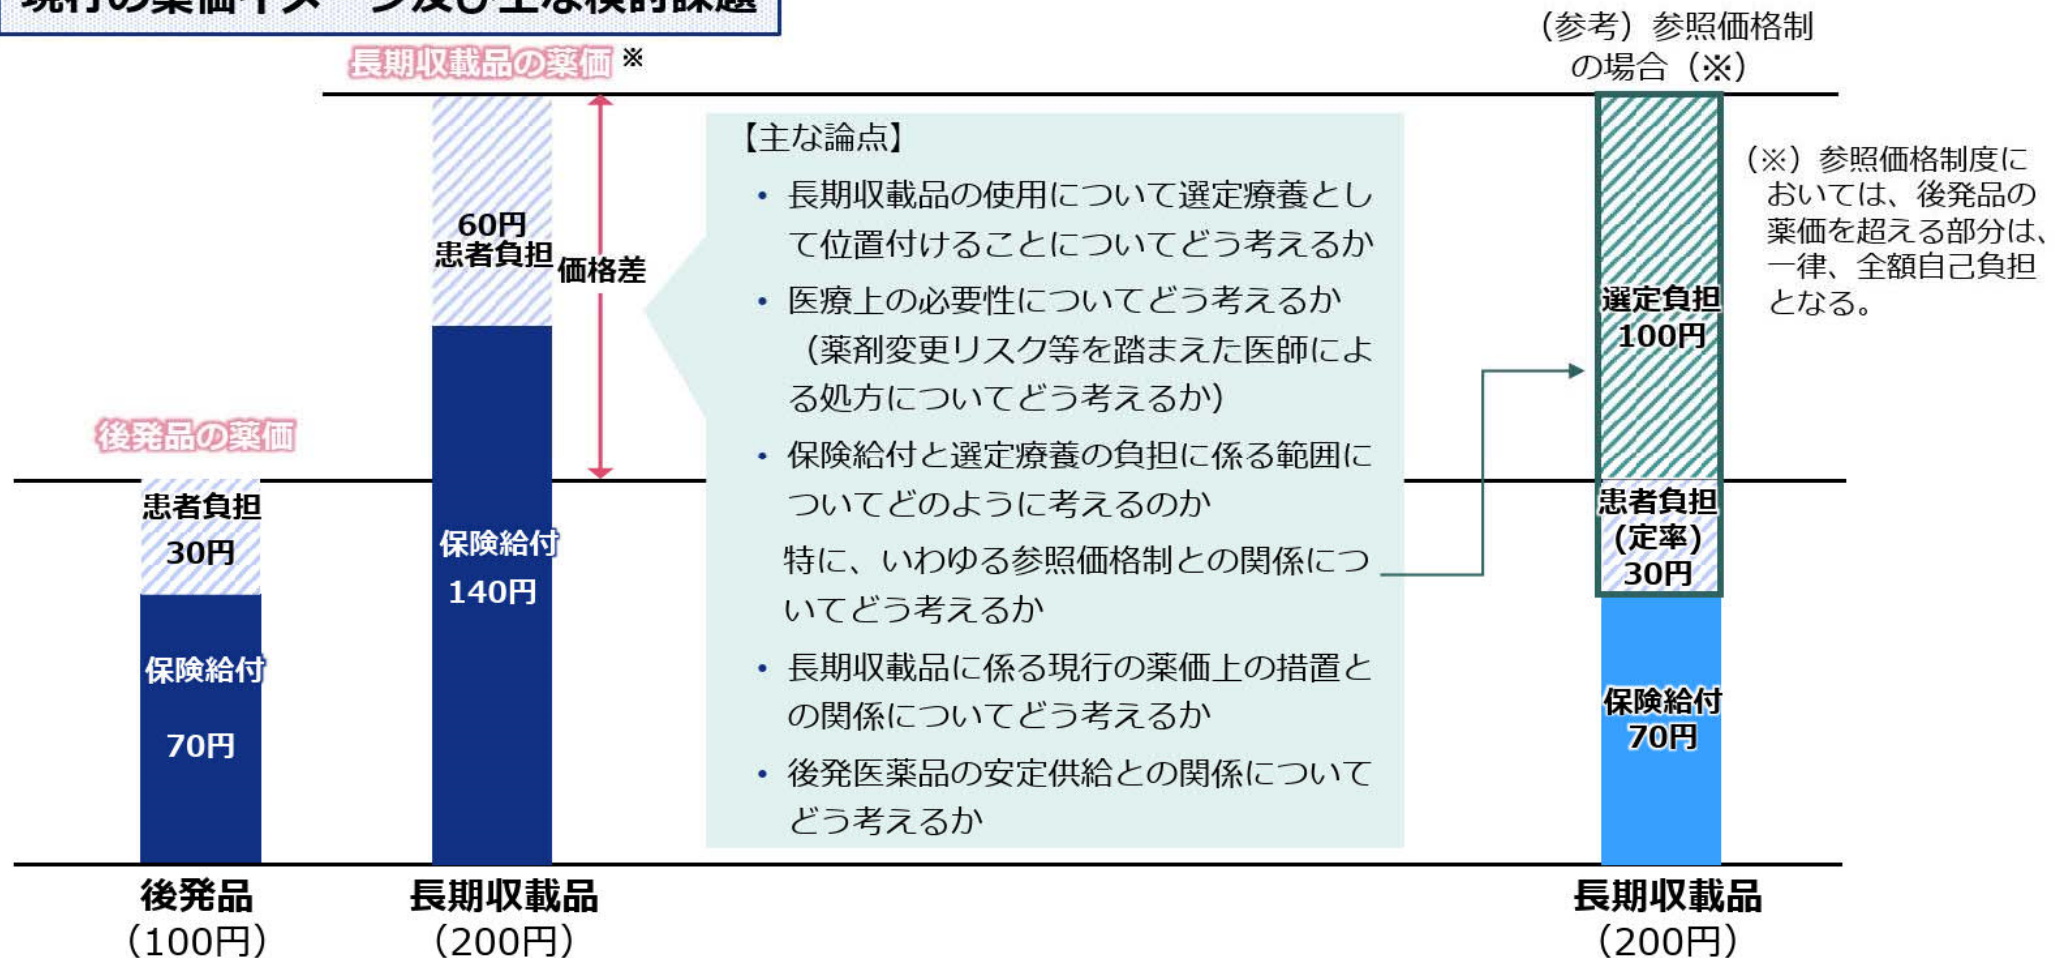 現行の薬価イメージ及び主な検討課題
長期収載品の薬価 ※
60円
患者負担
価格差
保険給付
140円
後発品の薬価
患者負担
30円
保険給付
70円
後発品
（100円）
長期収載品
（200円）
【主な論点】
• 長期収載品の使用について選定療養とし
て位置付けることについてどう考えるか
• 医療上の必要性についてどう考えるか
（薬剤変更リスク等を踏まえた医師によ
る処方についてどう考えるか)
• 保険給付と選定療養の負担に係る範囲に
ついてどのように考えるのか
特に、いわゆる参照価格制との関係につ
いてどう考えるか
• 長期収載品に係る現行の薬価上の措置と
の関係についてどう考えるか
• 後発医薬品の安定供給との関係について
どう考えるか
（参考）参照価格制
の場合（※）
選定負担
100円
患者負担
(定率)
30円
保険給付
70円
長期収載品
（200円）
（※）参照価格制度に
おいては、後発品の
薬価を超える部分は、
一律、全額自己負担
となる。